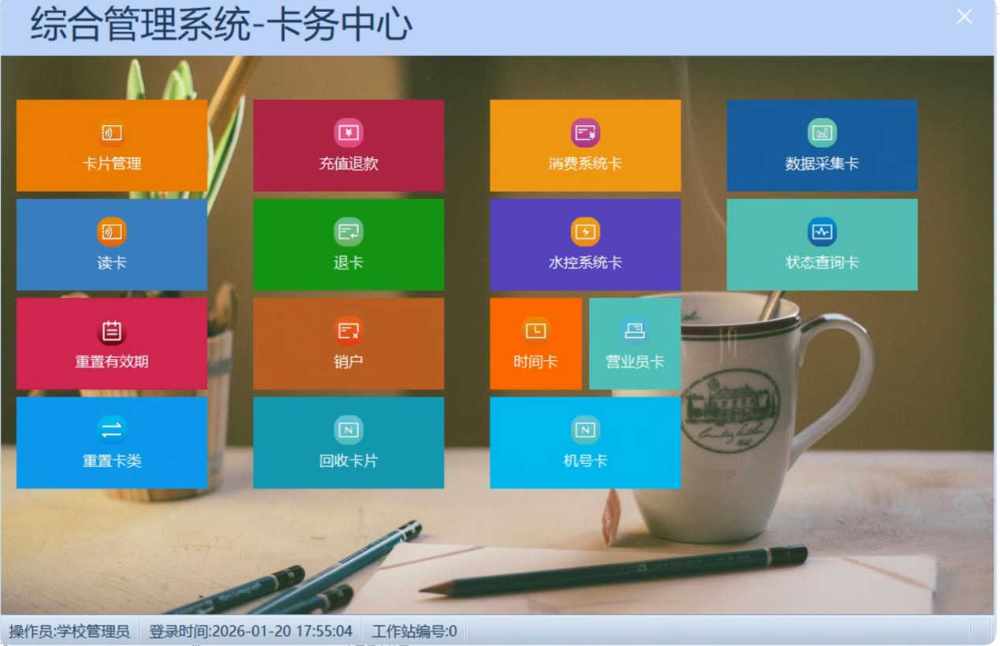 综合管理系统-卡务中心
卡片管理
充值退款
消费系统卡
数据采集卡
读卡
退卡
水控系统卡
状态查询卡
重置有效期
销户
时间卡
营业员卡
重置卡类
回收卡片
机号卡
Country Kitchen
操作员:学校管理员
登录时间:2026-01-20 17:55:04
工作站编号:0